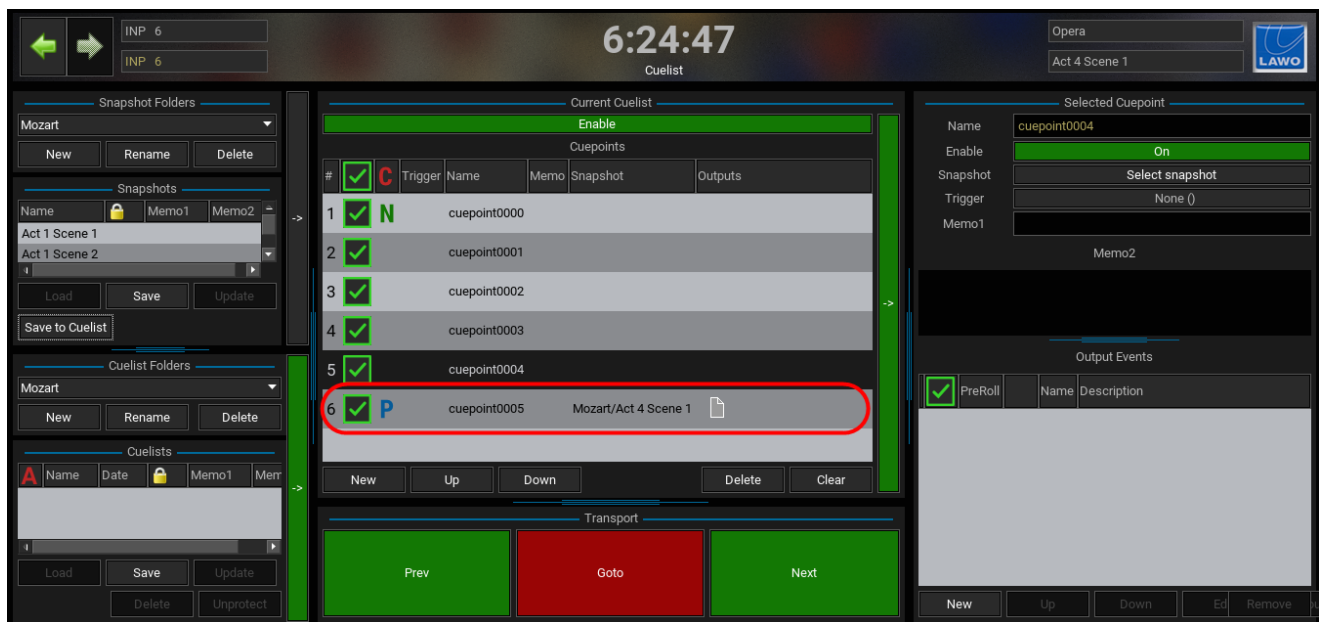 INP 6
INP 6
6:24:47
Cuelist
Opera
Act 4 Scene 1
LAWO
Snapshot Folders
Mozart
New Rename Delete
Snapshots
Name Memo1 Memo2
Act 1 Scene 1
Act 1 Scene 2
Load Save Update
Save to Cuelist
->
Cuelist Folders
Mozart
New Rename Delete
Cuelists
A Name Date Memo1 Mem
Load Save Update
Delete Unprotect
->
Current Cuelist
Enable
Cuepoints
# C Trigger Name Memo Snapshot Outputs
1 N cuepoint0000
2 cuepoint0001
3 cuepoint0002
4 cuepoint0003
5 cuepoint0004
6 P cuepoint0005 Mozart/Act 4 Scene 1
New Up Down Delete Clear
->
Transport
Prev Goto Next
Selected Cuepoint
Name cuepoint0004
Enable On
Snapshot Select snapshot
Trigger None ()
Memo1
Memo2
Output Events
PreRoll Name Description
New Up Down Ed Remove